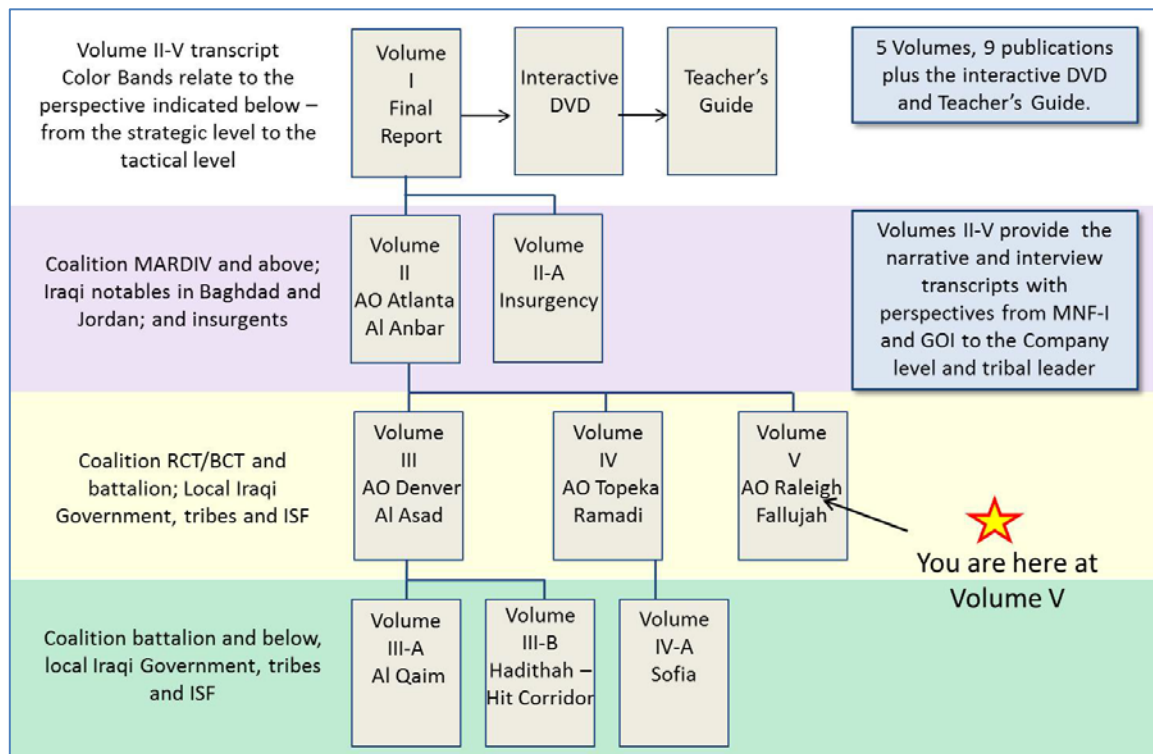 Volume II-V transcript
Color Bands relate to the
perspective indicated below –
from the strategic level to the
tactical level
Volume
I
Final
Report
Interactive
DVD
Teacher's
Guide
5 Volumes, 9 publications
plus the interactive DVD
and Teacher's Guide.
Coalition MARDIV and above;
Iraqi notables in Baghdad and
Jordan; and insurgents
Volume
II
AO Atlanta
Al Anbar
Volume
II-A
Insurgency
Volumes II-V provide the
narrative and interview
transcripts with
perspectives from MNF-I
and GOI to the Company
level and tribal leader
Coalition RCT/BCT and
battalion; Local Iraqi
Government, tribes and ISF
Volume
III
AO Denver
Al Asad
Volume
IV
AO Topeka
Ramadi
Volume
V
AO Raleigh
Fallujah
You are here at
Volume V
Coalition battalion and below,
local Iraqi Government, tribes
and ISF
Volume
III-A
Al Qaim
Volume
III-B
Hadithah –
Hit Corridor
Volume
IV-A
Sofia